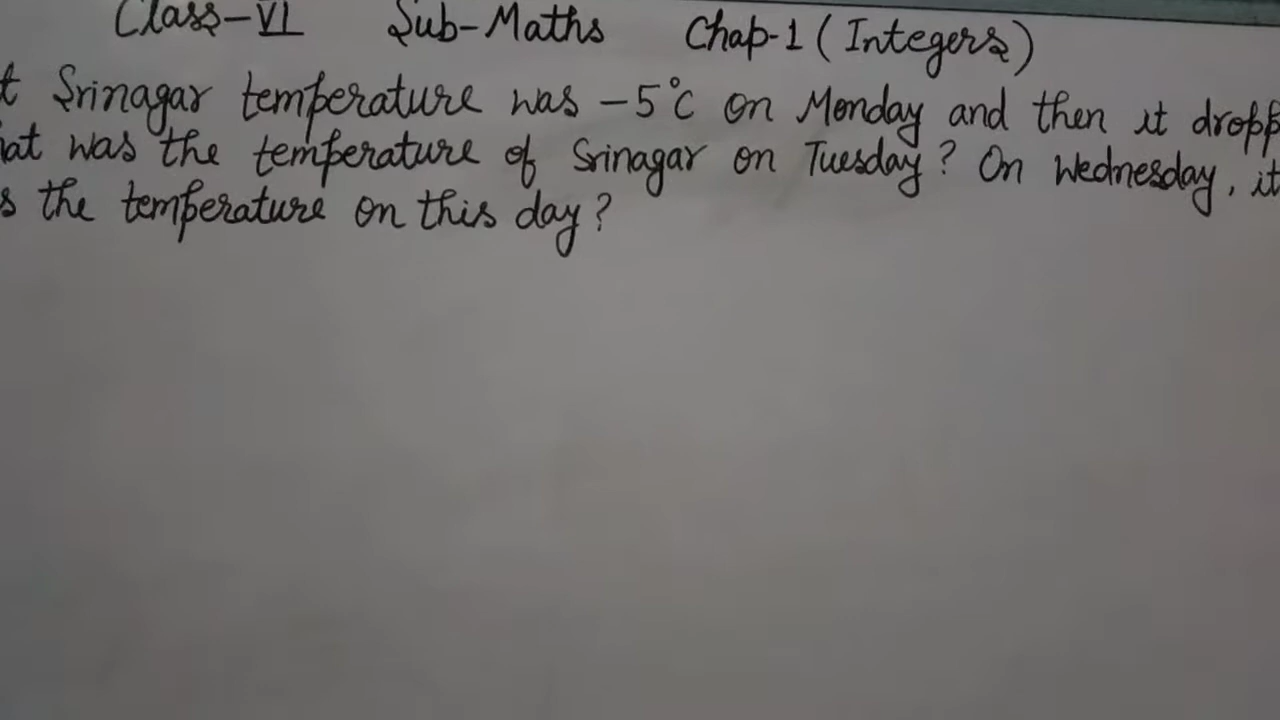 Class-VI Sub-Maths Chap-1 (Integers)
t Srinagar temperature was -5°C on Monday and then it dropp
at was the temperature of Srinagar on Tuesday? On Wednesday, it
s the temperature on this day?